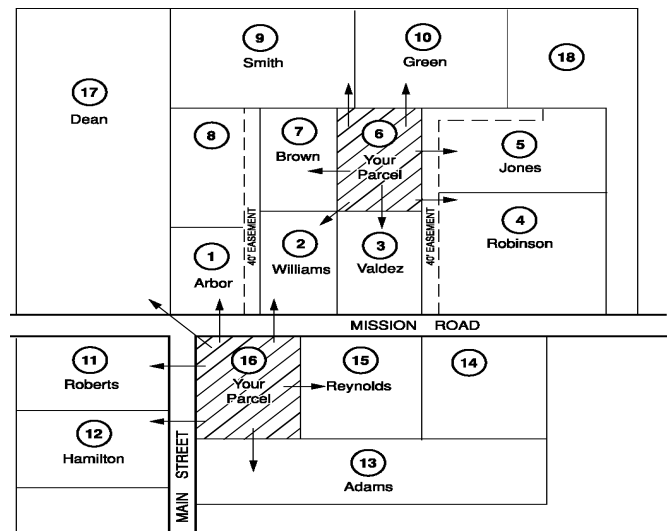 9
Smith
10
Green
18
17
Dean
8
7
Brown
6
Your
Parcel
5
Jones
40' EASEMENT
40' EASEMENT
1
Arbor
2
Williams
3
Valdez
4
Robinson
MISSION ROAD
11
Roberts
16
Your
Parcel
15
Reynolds
14
12
Hamilton
MAIN STREET
13
Adams